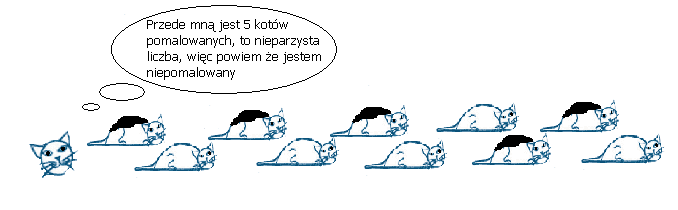 Przede mną jest 5 kotów
pomalowanych, to nieparzysta
liczba, więc powiem że jestem
niepomalowany